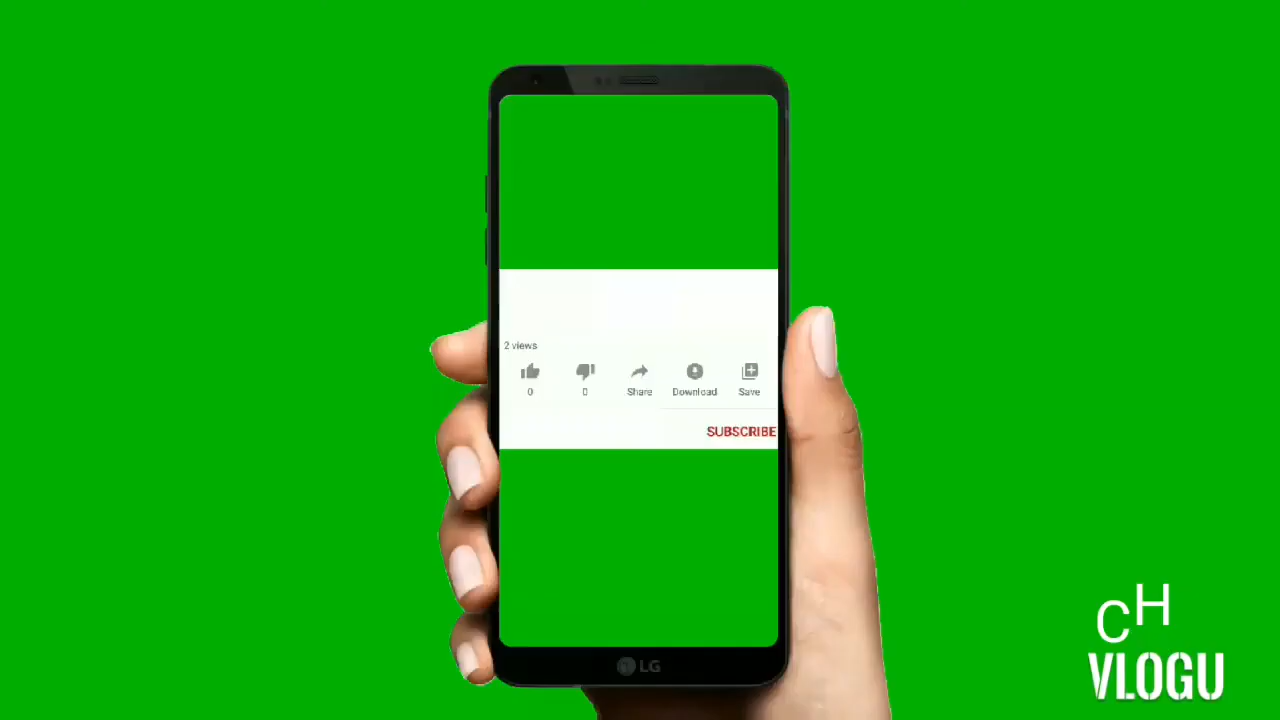 2 views
0 0 Share Download Save
SUBSCRIBE
LG
CH
VLOGU